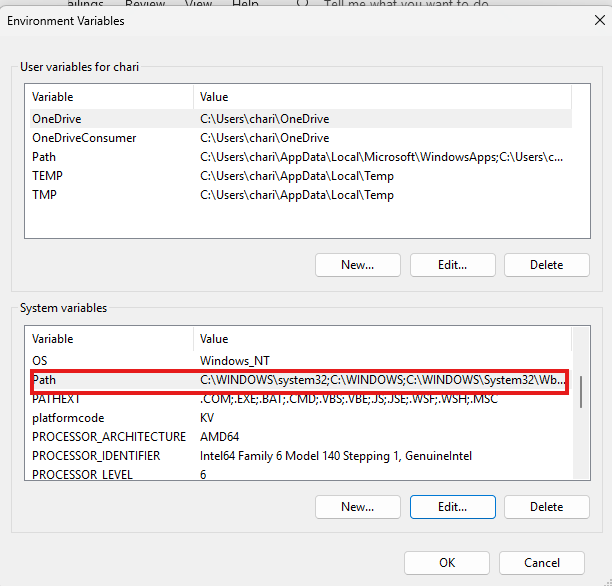 ailings Review View Help Tell me what you want to do
Environment Variables
User variables for chari
Variable Value
OneDrive C:\Users\chari\OneDrive
OneDriveConsumer C:\Users\chari\OneDrive
Path C:\Users\chari\AppData\Local\Microsoft\WindowsApps;C:\Users\c...
TEMP C:\Users\chari\AppData\Local\Temp
TMP C:\Users\chari\AppData\Local\Temp
New... Edit... Delete
System variables
Variable Value
OS Windows_NT
Path C:\WINDOWS\system32;C:\WINDOWS;C:\WINDOWS\System32\Wb...
PATHEXT .COM;.EXE;.BAT;.CMD;.VBS;.VBE;.JS;.JSE;.WSF;.WSH;.MSC
platformcode KV
PROCESSOR_ARCHITECTURE AMD64
PROCESSOR_IDENTIFIER Intel64 Family 6 Model 140 Stepping 1, GenuineIntel
PROCESSOR_LEVEL 6
New... Edit... Delete
OK Cancel